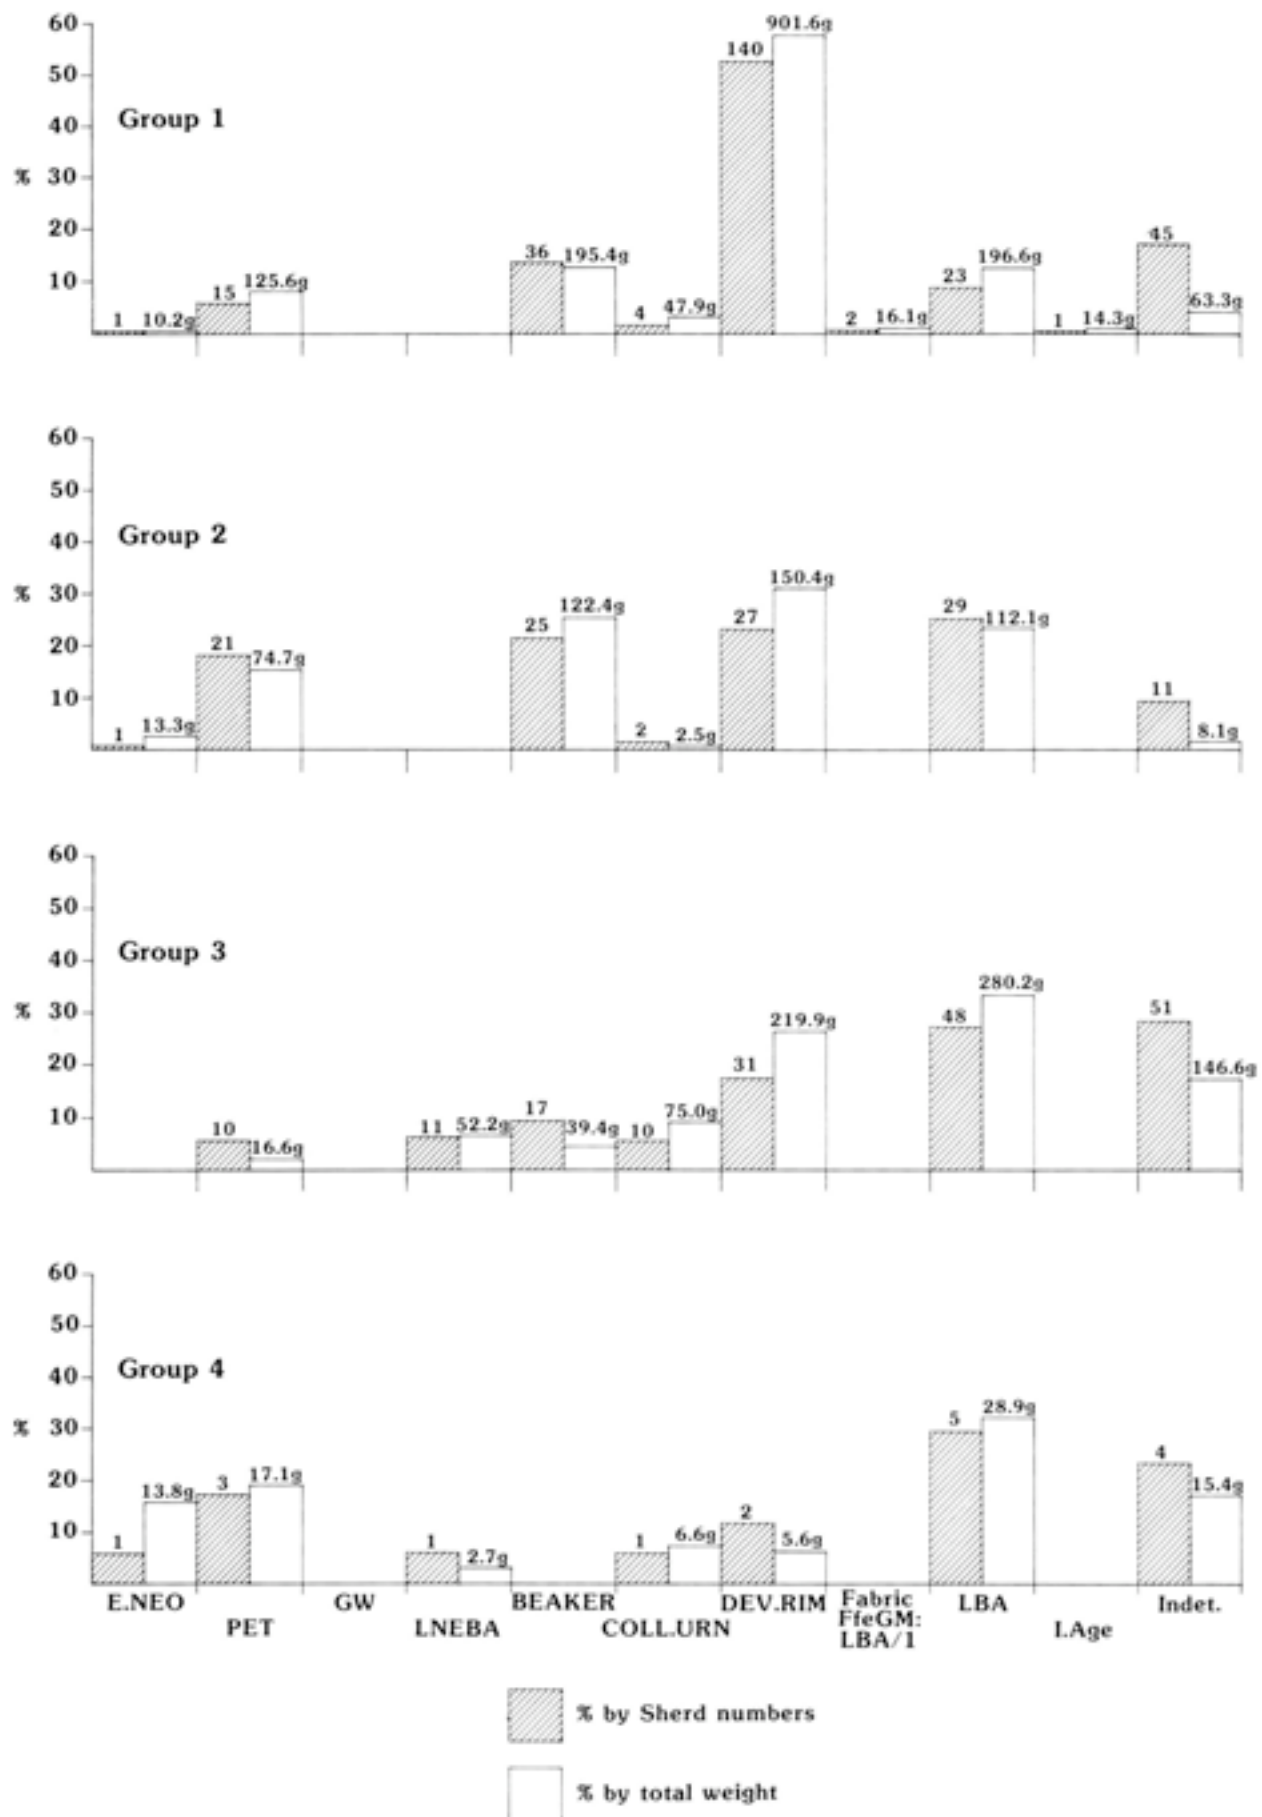 60
50
40
% 30
20
10
Group 1
1 10.2g 15 125.6g 36 195.4g 4 47.9g 140 901.6g 2 16.1g 23 196.6g 1 14.3g 45 63.3g
60
50
40
% 30
20
10
Group 2
1 13.3g 21 74.7g 25 122.4g 2 2.5g 27 150.4g 29 112.1g 11 8.1g
60
50
40
% 30
20
10
Group 3
10 16.6g 11 52.2g 17 39.4g 10 75.0g 31 219.9g 48 280.2g 51 146.6g
60
50
40
% 30
20
10
Group 4
1 13.8g 3 17.1g 1 2.7g 1 6.6g 2 5.6g 5 28.9g 4 15.4g
E.NEO
PET
GW
LNEBA
BEAKER
COLL.URN
DEV.RIM
Fabric
FfeGM:
LBA/1
LBA
I.Age
Indet.
% by Sherd numbers
% by total weight